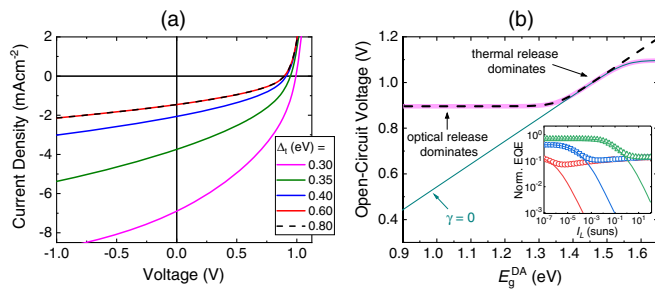 (a)
Current Density (mAcm-2)
0
-2
-4
-6
-8
-1.0
-0.5
0.0
0.5
1.0
Voltage (V)
Δt (eV) =
0.30
0.35
0.40
0.60
0.80
(b)
Open-Circuit Voltage (V)
1.2
1.0
0.8
0.6
0.4
0.9 1.0 1.1 1.2 1.3 1.4 1.5 1.6
EgDA (eV)
thermal release
dominates
optical release
dominates
γ = 0
Norm. EQE
10^0
10^-1
10^-2
10^-3
10^-7 10^-5 10^-3 10^-1 10^1
IL (suns)